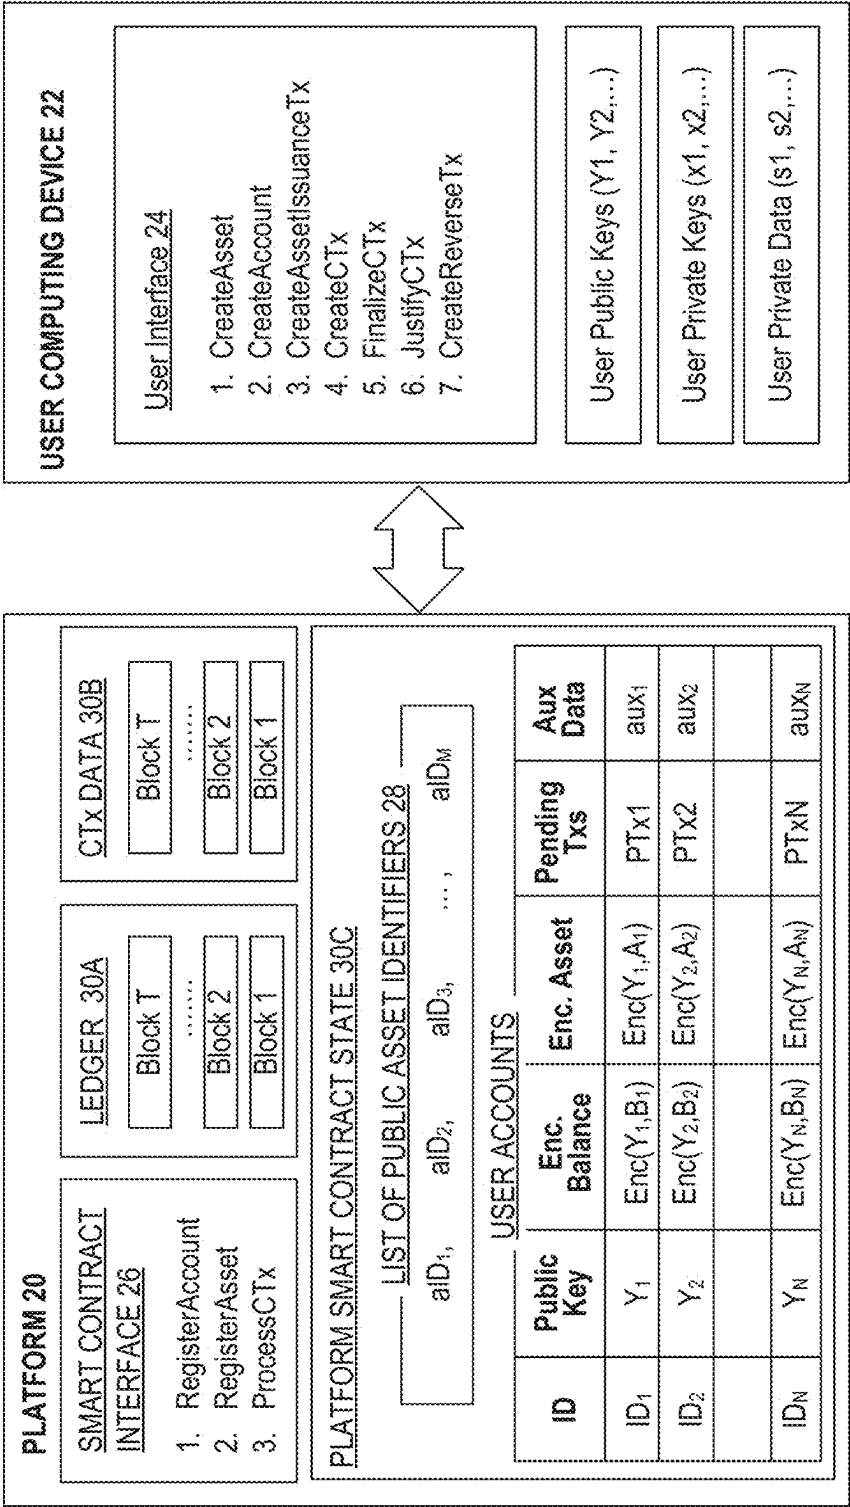 PLATFORM 20
SMART CONTRACT
INTERFACE 26
1. RegisterAccount
2. RegisterAsset
3. ProcessCTx
LEDGER 30A
Block T
......
Block 2
Block 1
CTx DATA 30B
Block T
......
Block 2
Block 1
PLATFORM SMART CONTRACT STATE 30C
LIST OF PUBLIC ASSET IDENTIFIERS 28
aID1, aID2, aID3, ..., aIDM
USER ACCOUNTS
ID Public Key Enc. Balance Enc. Asset Pending Txs Aux Data
ID1 Y1 Enc(Y1,B1) Enc(Y1,A1) PTx1 aux1
ID2 Y2 Enc(Y2,B2) Enc(Y2,A2) PTx2 aux2
IDN YN Enc(YN,BN) Enc(YN,AN) PTxN auxN
USER COMPUTING DEVICE 22
User Interface 24
1. CreateAsset
2. CreateAccount
3. CreateAssetIssuanceTx
4. CreateCTx
5. FinalizeCTx
6. JustifyCTx
7. CreateReverseTx
User Public Keys (Y1, Y2,...)
User Private Keys (x1, x2,...)
User Private Data (s1, s2,...)